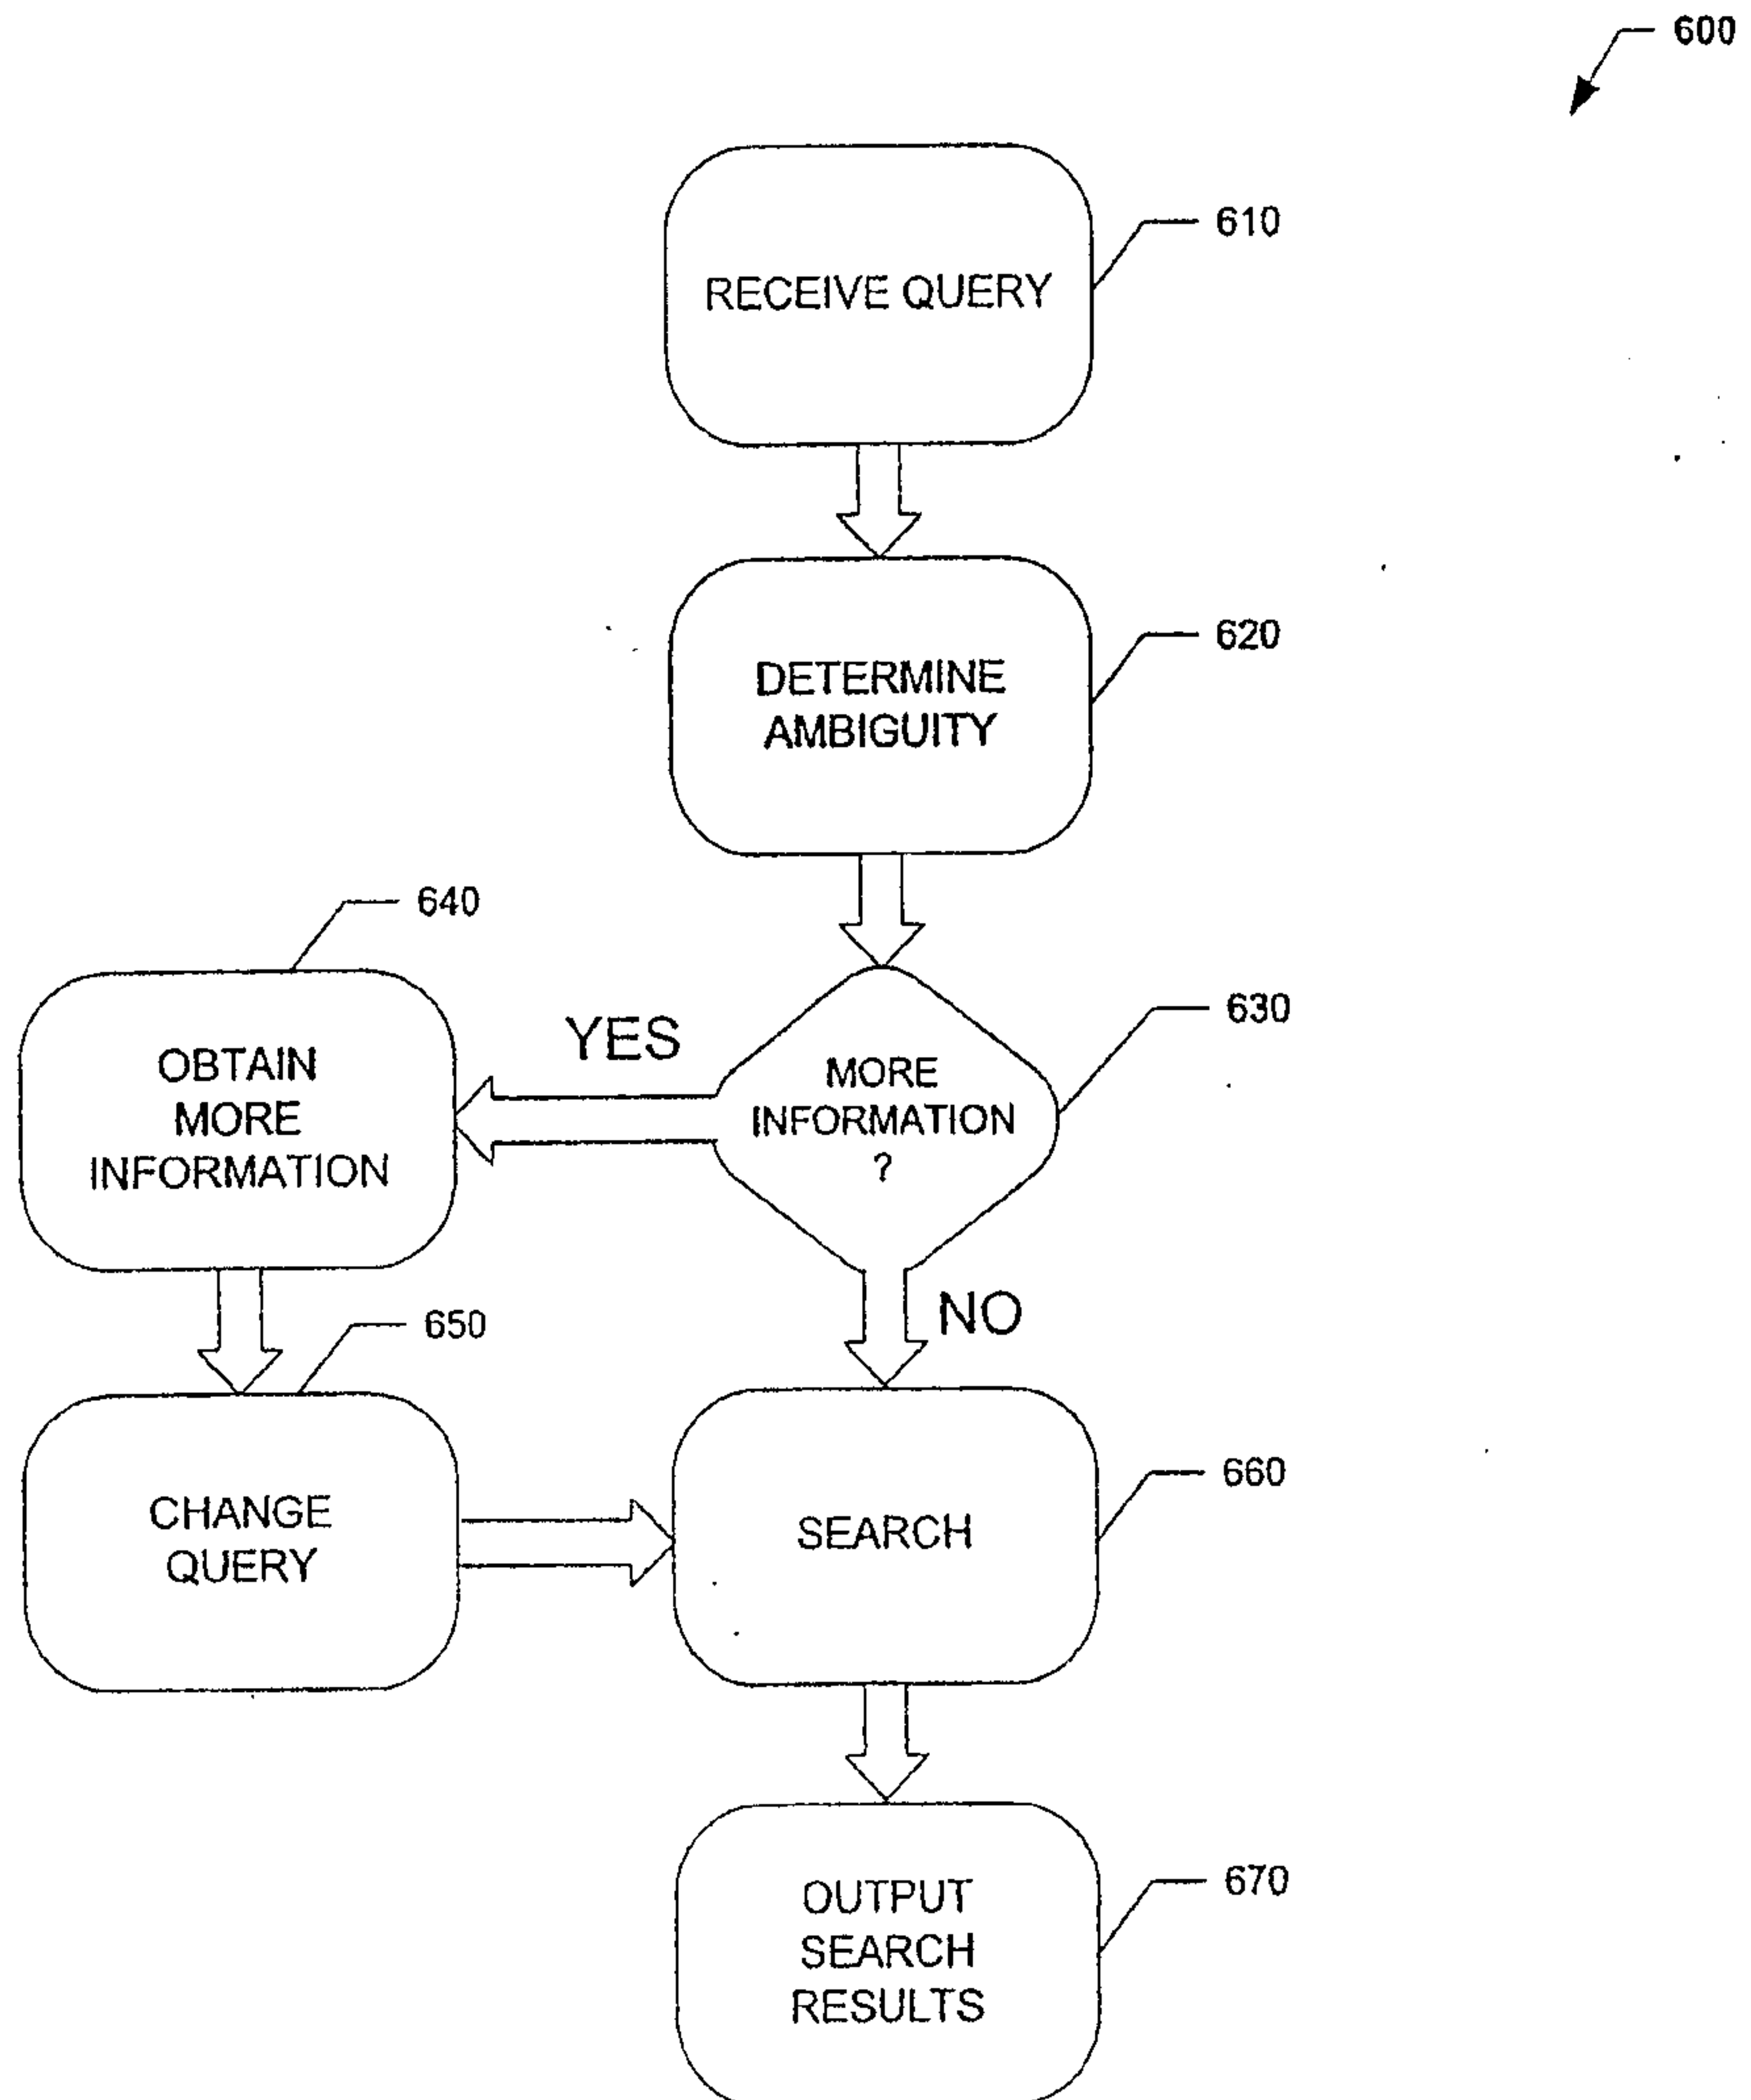 600
610
RECEIVE QUERY
620
DETERMINE
AMBIGUITY
640
630
YES
OBTAIN
MORE
INFORMATION
MORE
INFORMATION
?
NO
650
CHANGE
QUERY
660
SEARCH
670
OUTPUT
SEARCH
RESULTS